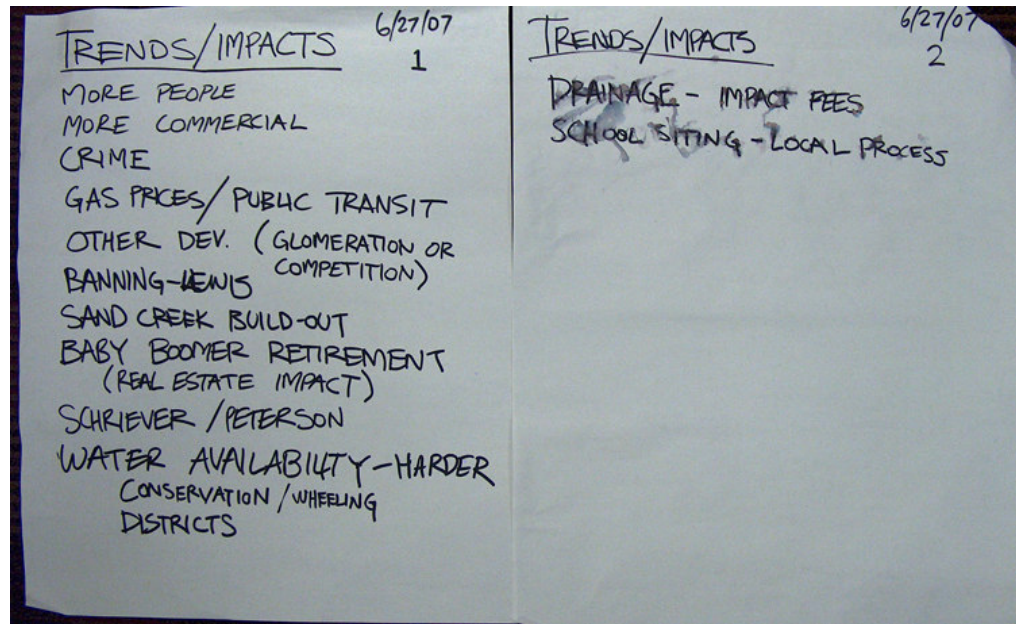 TRENDS/IMPACTS 6/27/07
1
MORE PEOPLE
MORE COMMERCIAL
CRIME
GAS PRICES/PUBLIC TRANSIT
OTHER DEV. (GLOMERATION OR
COMPETITION)
BANNING-LEWIS
SAND CREEK BUILD-OUT
BABY BOOMER RETIREMENT
(REAL ESTATE IMPACT)
SCHRIEVER/PETERSON
WATER AVAILABILITY-HARDER
CONSERVATION/WHEELING
DISTRICTS
TRENDS/IMPACTS 6/27/07
2
DRAINAGE - IMPACT FEES
SCHOOL SITING - LOCAL PROCESS